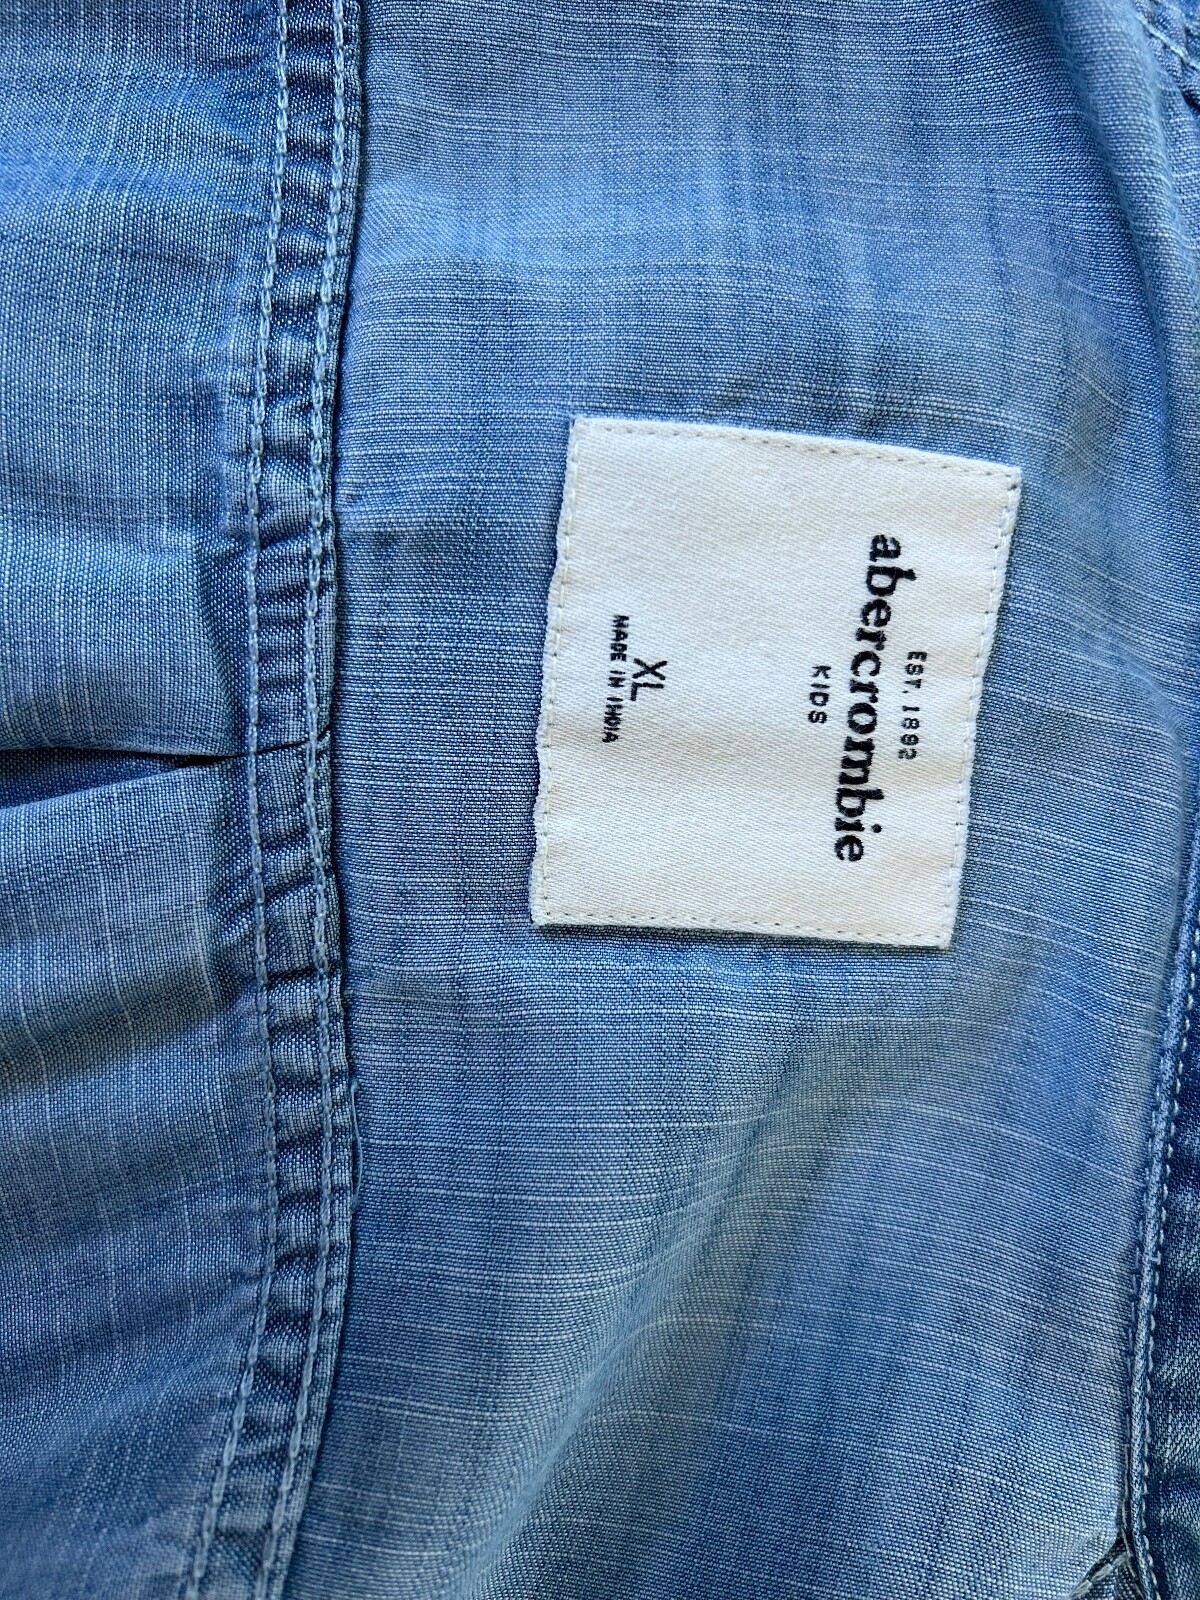 EST. 1892
abercrombie
KIDS
XL
MADE IN INDIA